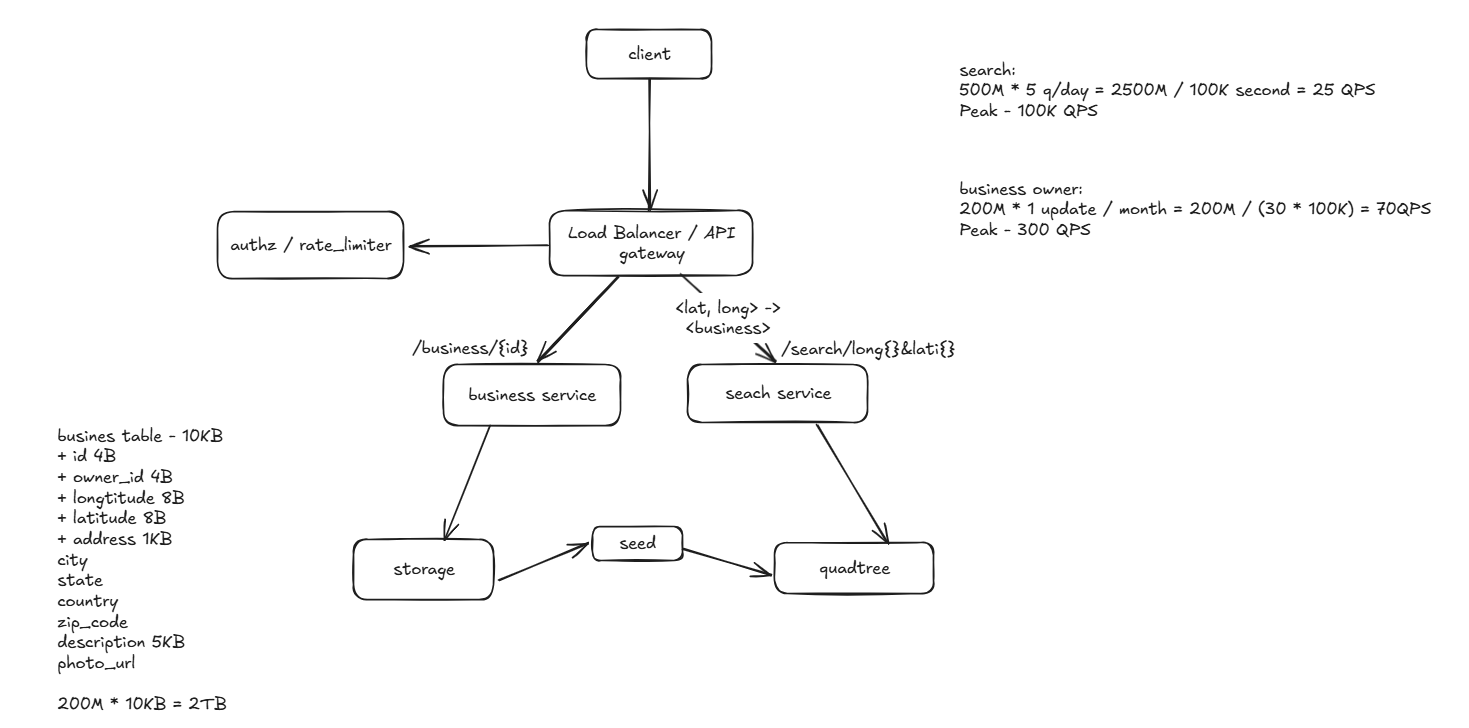 client
search:
500M * 5 q/day = 2500M / 100K second = 25 QPS
Peak - 100K QPS
business owner:
200M * 1 update / month = 200M / (30 * 100K) = 70QPS
Peak - 300 QPS
authz / rate_limiter
Load Balancer / API
gateway
<lat, long> ->
<business>
/business/{id}
/search/long{}&lati{}
business service
seach service
busines table - 10KB
+ id 4B
+ owner_id 4B
+ longtitude 8B
+ latitude 8B
+ address 1KB
city
state
country
zip_code
description 5KB
photo_url
200M * 10KB = 2TB
storage
seed
quadtree